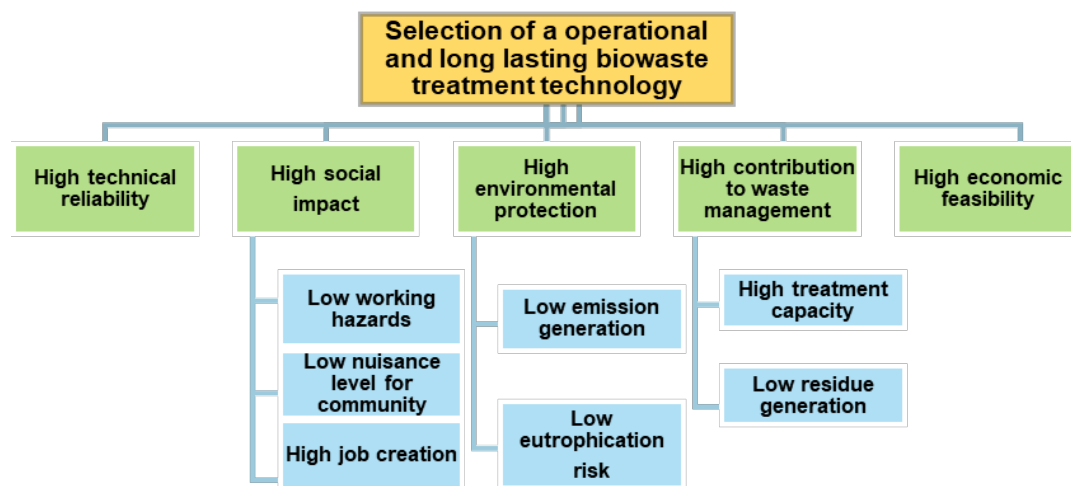 Selection of a operational
and long lasting biowaste
treatment technology
High technical
reliability
High social
impact
High
environmental
protection
High contribution
to waste
management
High economic
feasibility
Low working
hazards
Low nuisance
level for
community
High job creation
Low emission
generation
Low
eutrophication
risk
High treatment
capacity
Low residue
generation